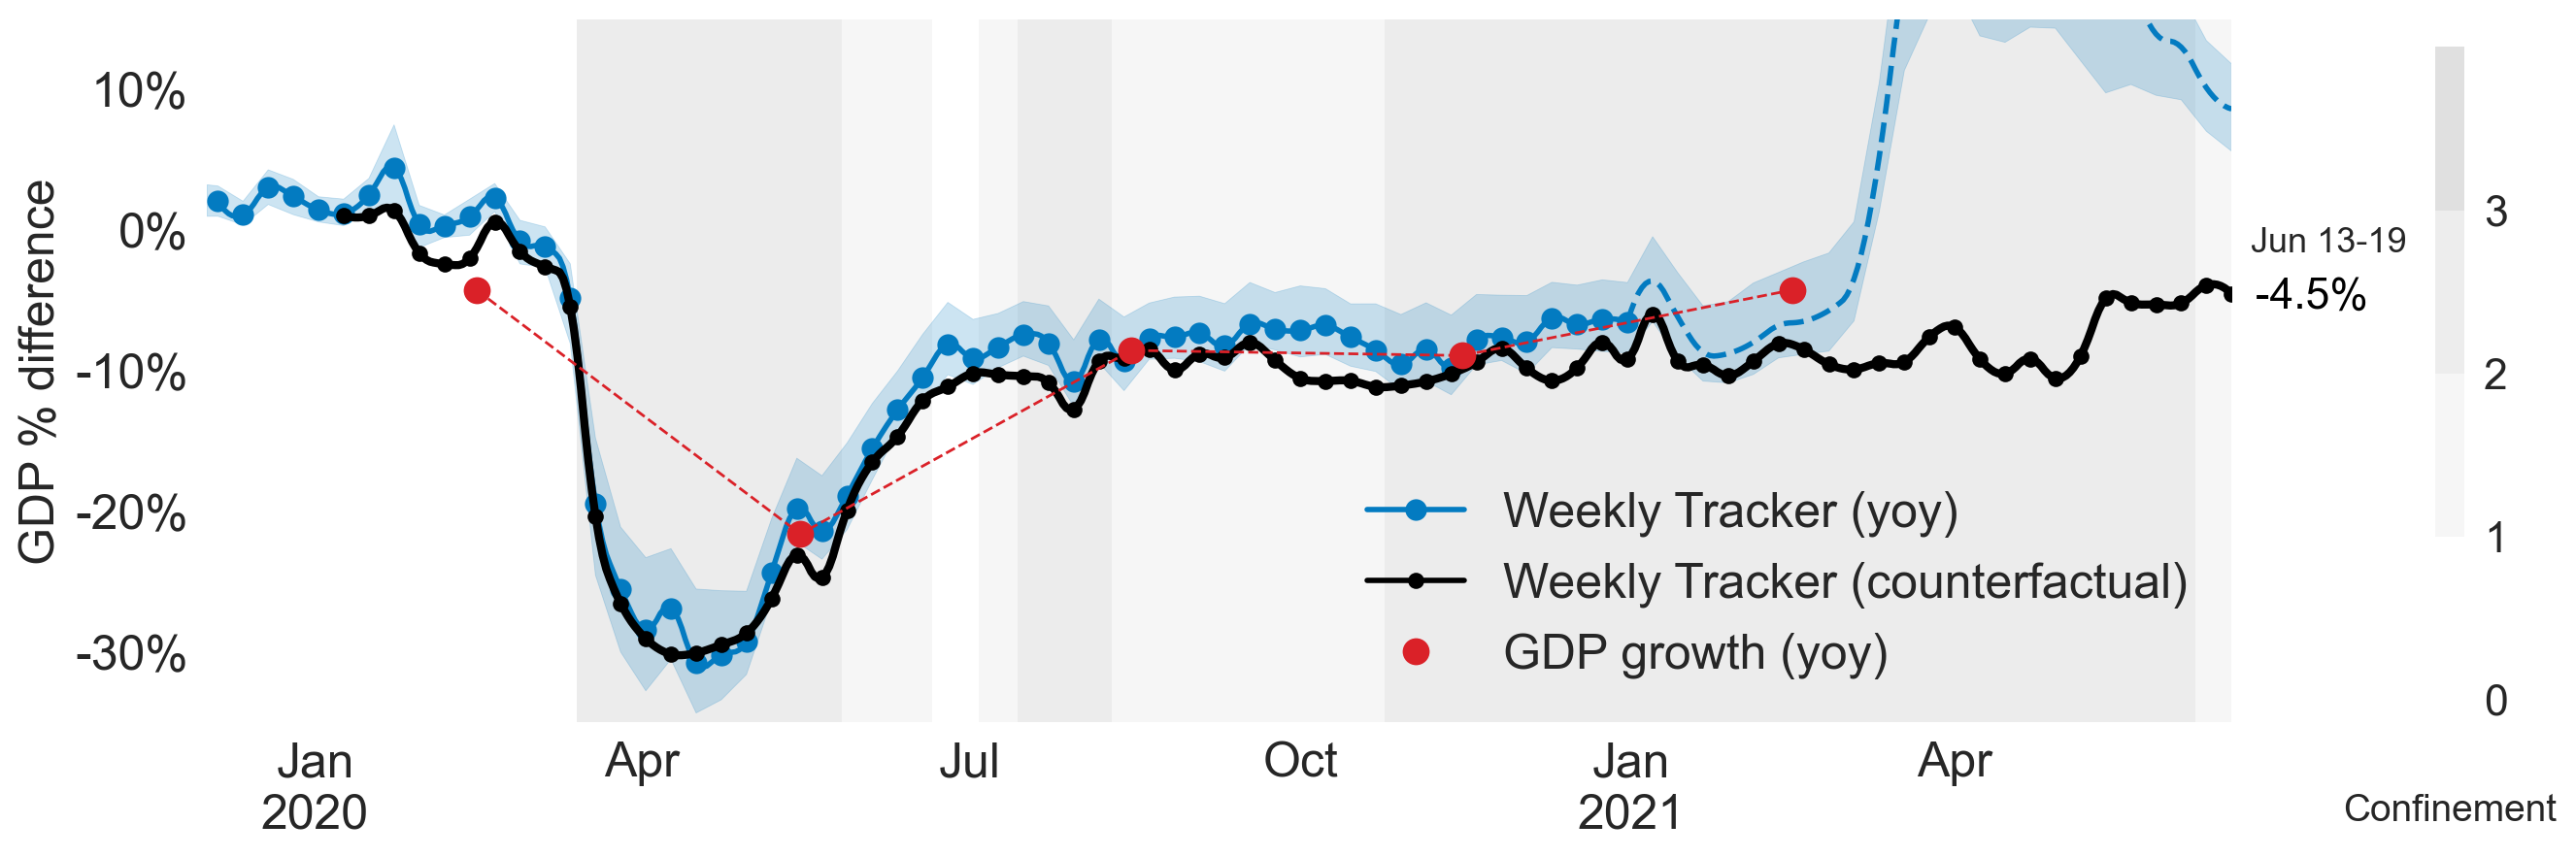 10%
0%
-10%
-20%
-30%
GDP % difference
Jan
2020
Apr
Jul
Oct
Jan
2021
Apr
Weekly Tracker (yoy)
Weekly Tracker (counterfactual)
GDP growth (yoy)
Jun 13-19
-4.5%
3
2
1
0
Confinement